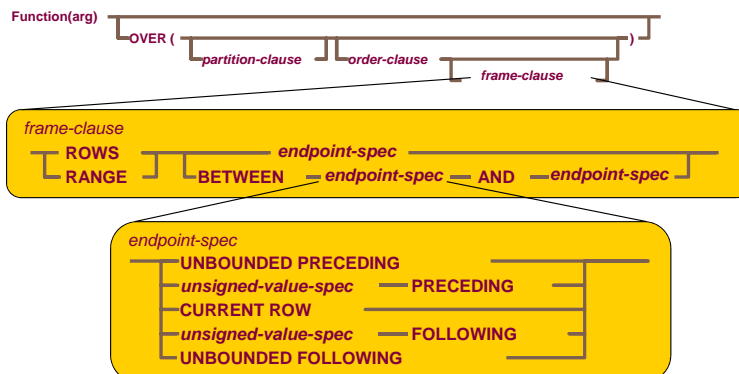 Function(arg)
OVER ( )
partition-clause order-clause
frame-clause
frame-clause
ROWS endpoint-spec
RANGE BETWEEN endpoint-spec AND endpoint-spec
endpoint-spec
UNBOUNDED PRECEDING
unsigned-value-spec PRECEDING
CURRENT ROW
unsigned-value-spec FOLLOWING
UNBOUNDED FOLLOWING